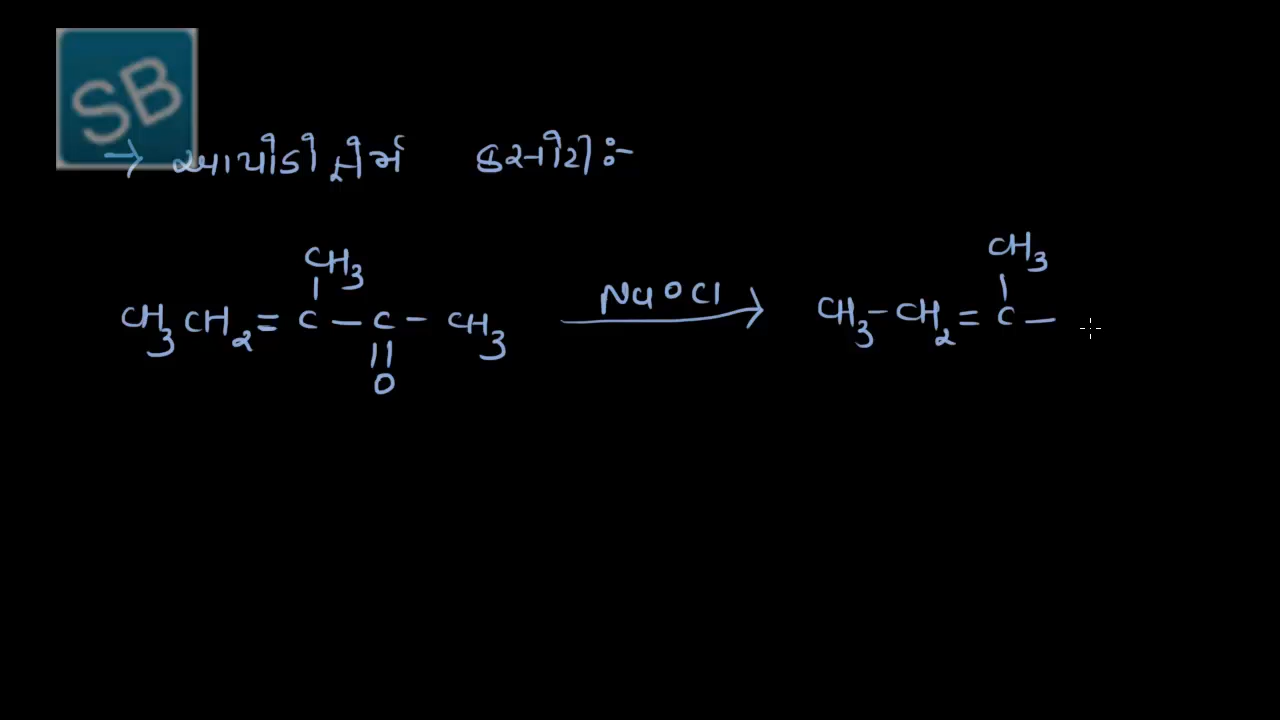 SB
→ આયોડોફોર્મ કસોટી :-
CH₃
CH₃CH₂ = C — C - CH₃
O
NaOCl
CH₃
CH₃ - CH₂ = C —